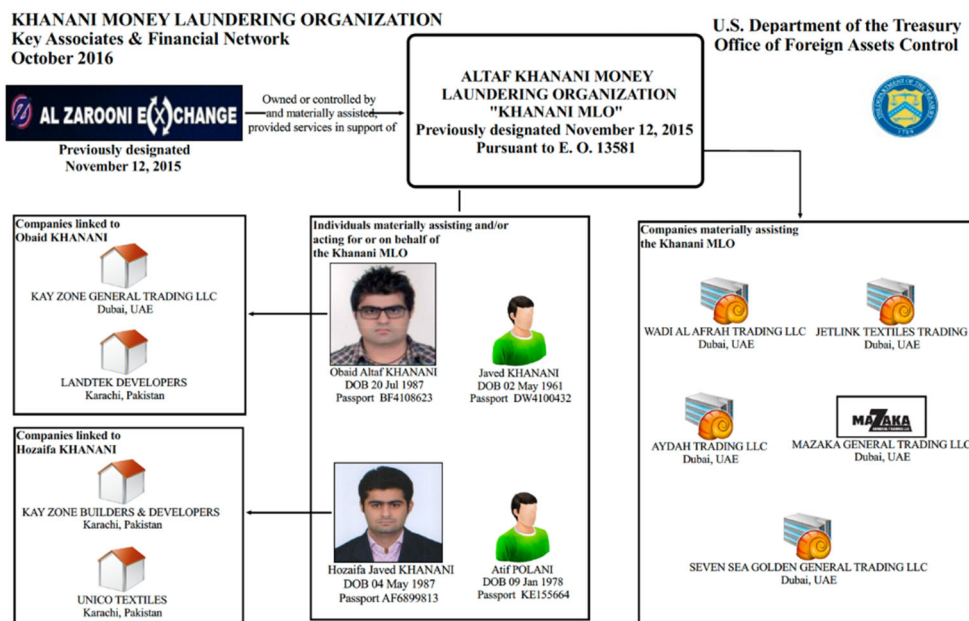 KHANANI MONEY LAUNDERING ORGANIZATION
Key Associates & Financial Network
October 2016
U.S. Department of the Treasury
Office of Foreign Assets Control
AL ZAROONI EXCHANGE
Previously designated
November 12, 2015
Owned or controlled by
and materially assisted,
provided services in support of
ALTAF KHANANI MONEY
LAUNDERING ORGANIZATION
"KHANANI MLO"
Previously designated November 12, 2015
Pursuant to E. O. 13581
Companies linked to
Obaid KHANANI
KAY ZONE GENERAL TRADING LLC
Dubai, UAE
LANDTEK DEVELOPERS
Karachi, Pakistan
Companies linked to
Hozaifa KHANANI
KAY ZONE BUILDERS & DEVELOPERS
Karachi, Pakistan
UNICO TEXTILES
Karachi, Pakistan
Individuals materially assisting and/or
acting for or on behalf of
the Khanani MLO
Obaid Altaf KHANANI
DOB 20 Jul 1987
Passport BF4108623
Javed KHANANI
DOB 02 May 1961
Passport DW4100432
Hozaifa Javed KHANANI
DOB 04 May 1987
Passport AF6899813
Atif POLANI
DOB 09 Jan 1978
Passport KE155664
Companies materially assisting
the Khanani MLO
WADI AL AFRAH TRADING LLC
Dubai, UAE
JETLINK TEXTILES TRADING
Dubai, UAE
AYDAH TRADING LLC
Dubai, UAE
MAZAKA
MAZAKA GENERAL TRADING LLC
Dubai, UAE
SEVEN SEA GOLDEN GENERAL TRADING LLC
Dubai, UAE